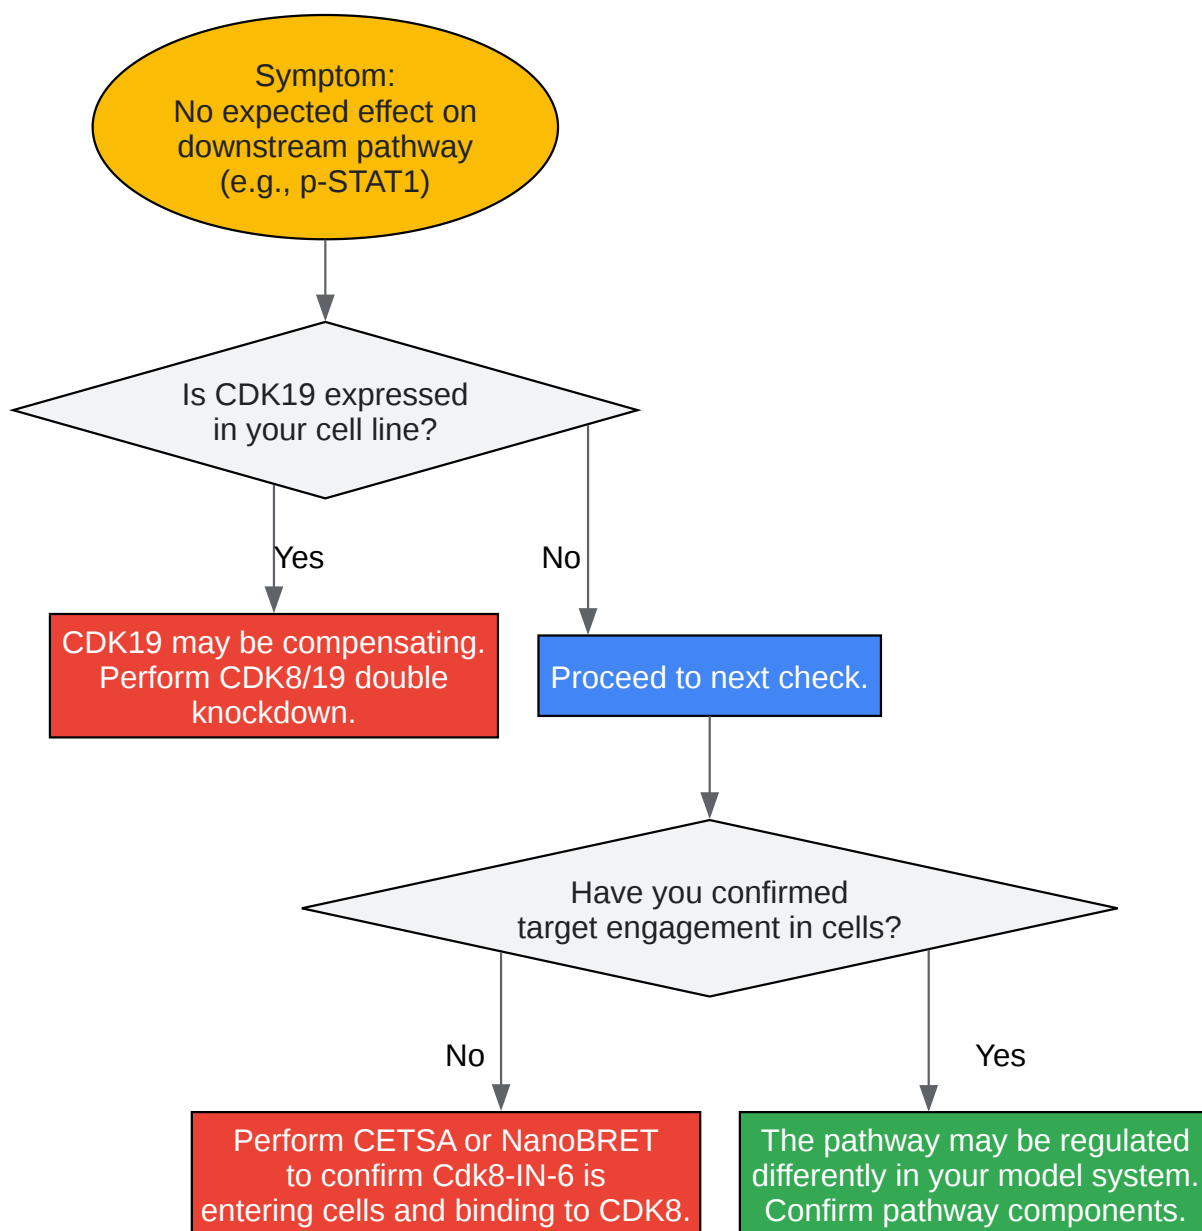 Symptom:
No expected effect on
downstream pathway
(e.g., p-STAT1)
Is CDK19 expressed
in your cell line?
Yes
No
CDK19 may be compensating.
Perform CDK8/19 double
knockdown.
Proceed to next check.
Have you confirmed
target engagement in cells?
No
Yes
Perform CETSA or NanoBRET
to confirm Cdk8-IN-6 is
entering cells and binding to CDK8.
The pathway may be regulated
differently in your model system.
Confirm pathway components.